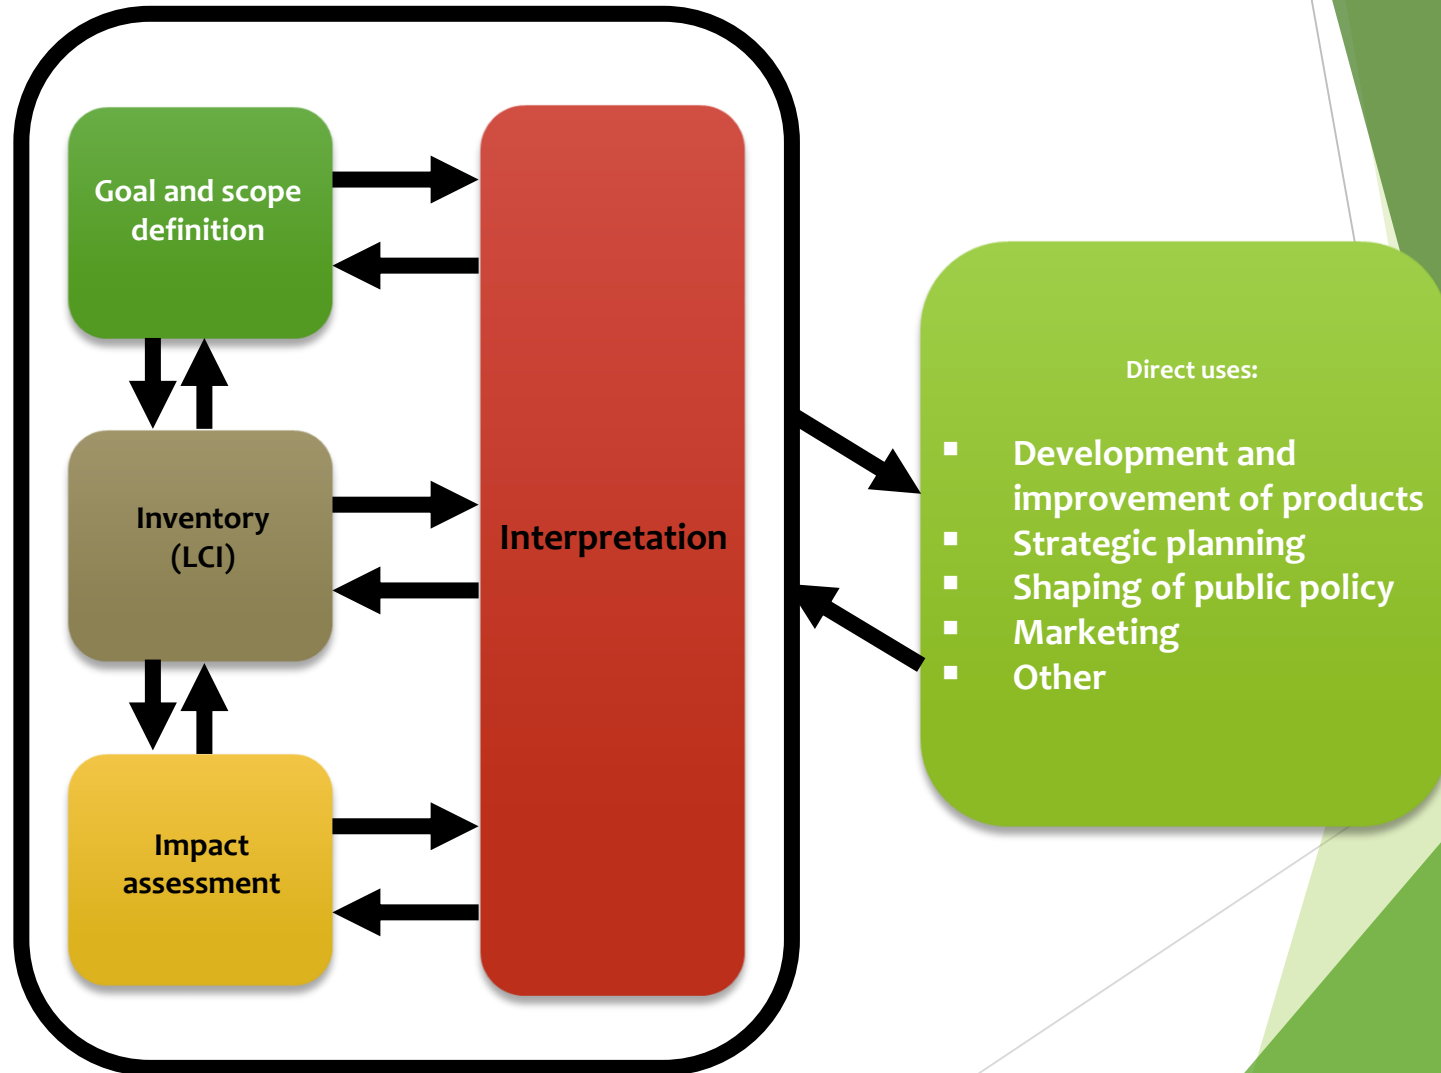 Goal and scope
definition
Inventory
(LCI)
Impact
assessment
Interpretation
Direct uses:
▪ Development and
improvement of products
▪ Strategic planning
▪ Shaping of public policy
▪ Marketing
▪ Other